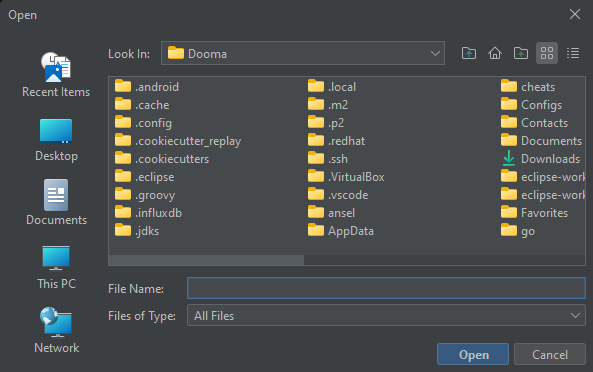 Open
Look In: Dooma
Recent Items
Desktop
Documents
This PC
Network
.android
.cache
.config
.cookiecutter_replay
.cookiecutters
.eclipse
.groovy
.influxdb
.jdks
.local
.m2
.p2
.redhat
.ssh
.VirtualBox
.vscode
ansel
AppData
cheats
Configs
Contacts
Documents
Downloads
eclipse-work
eclipse-work
Favorites
go
File Name:
Files of Type: All Files
Open Cancel